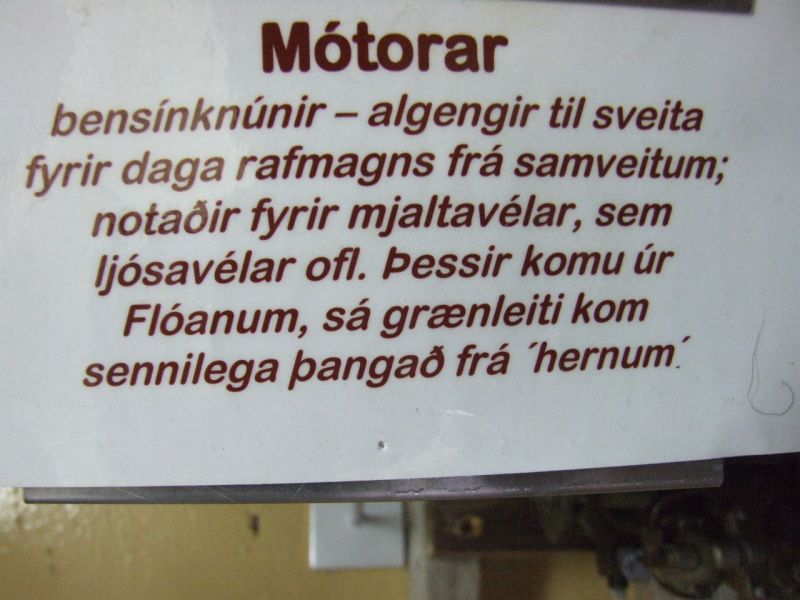 Mótorar
bensínknúnir – algengir til sveita
fyrir daga rafmagns frá samveitum;
notaðir fyrir mjaltavélar, sem
ljósavélar ofl. Þessir komu úr
Flóanum, sá grænleiti kom
sennilega þangað frá ´hernum´.